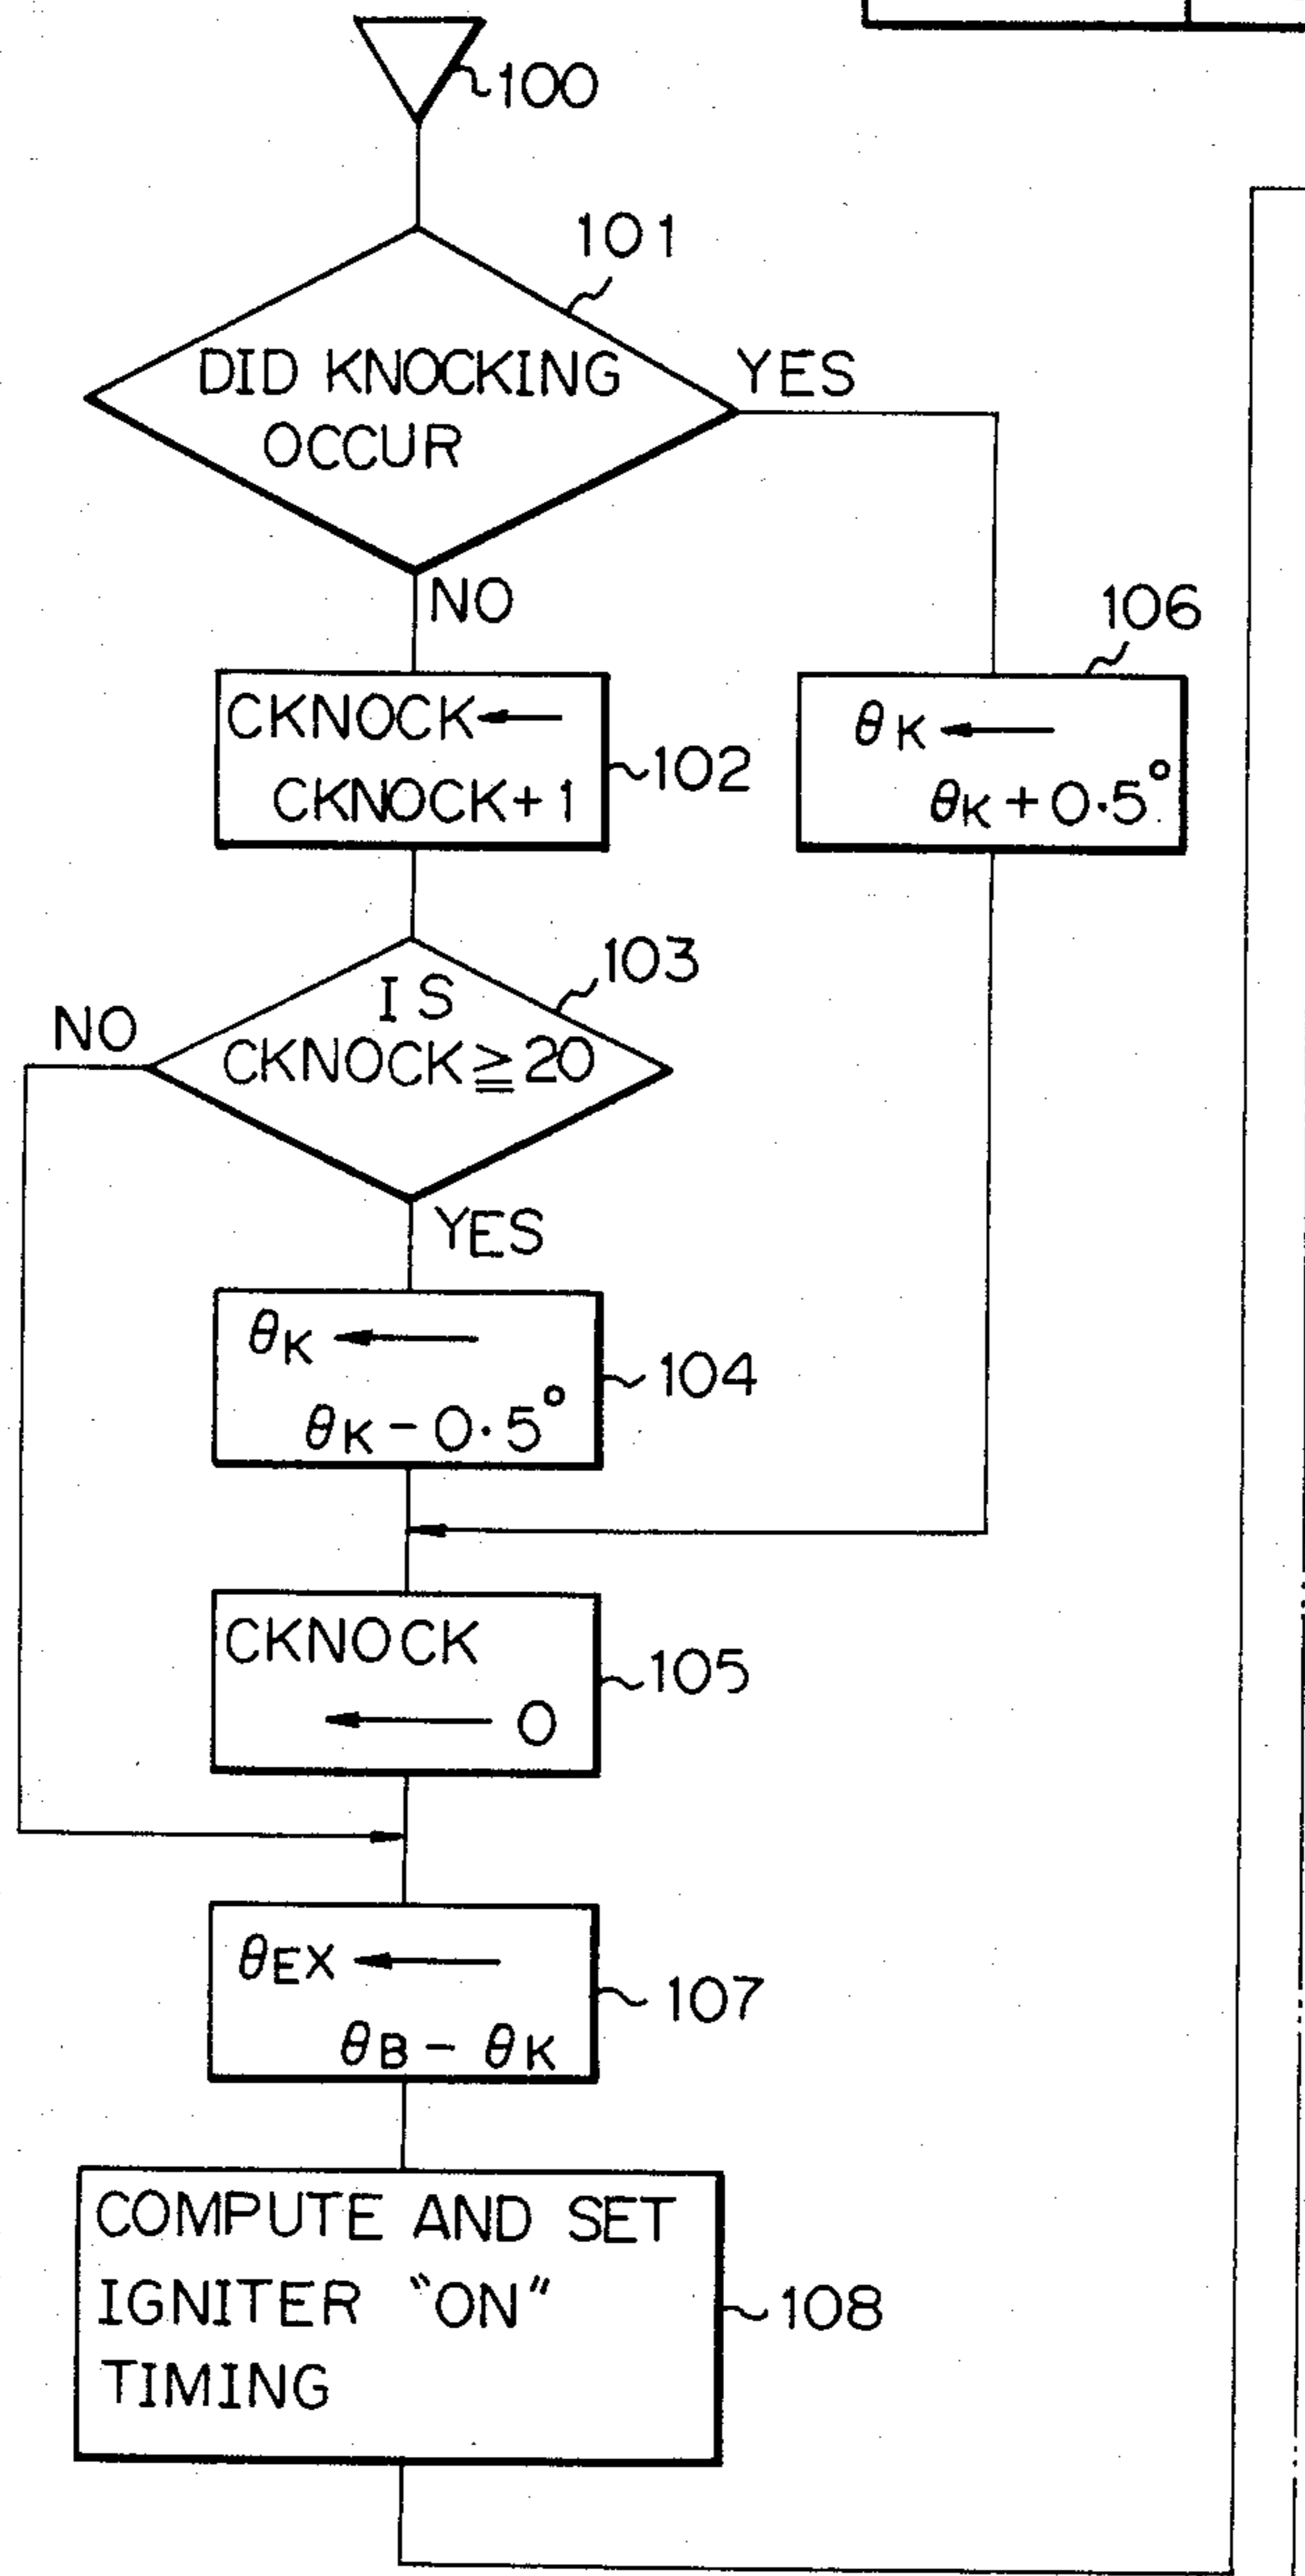 100
101
DID KNOCKING
OCCUR
YES
NO
102
CKNOCK←
CKNOCK+1
106
θK ←
θK + 0.5°
103
IS
CKNOCK≧20
NO
YES
104
θK ←
θK - 0.5°
105
CKNOCK
← 0
107
θEX ←
θB - θK
108
COMPUTE AND SET
IGNITER "ON"
TIMING